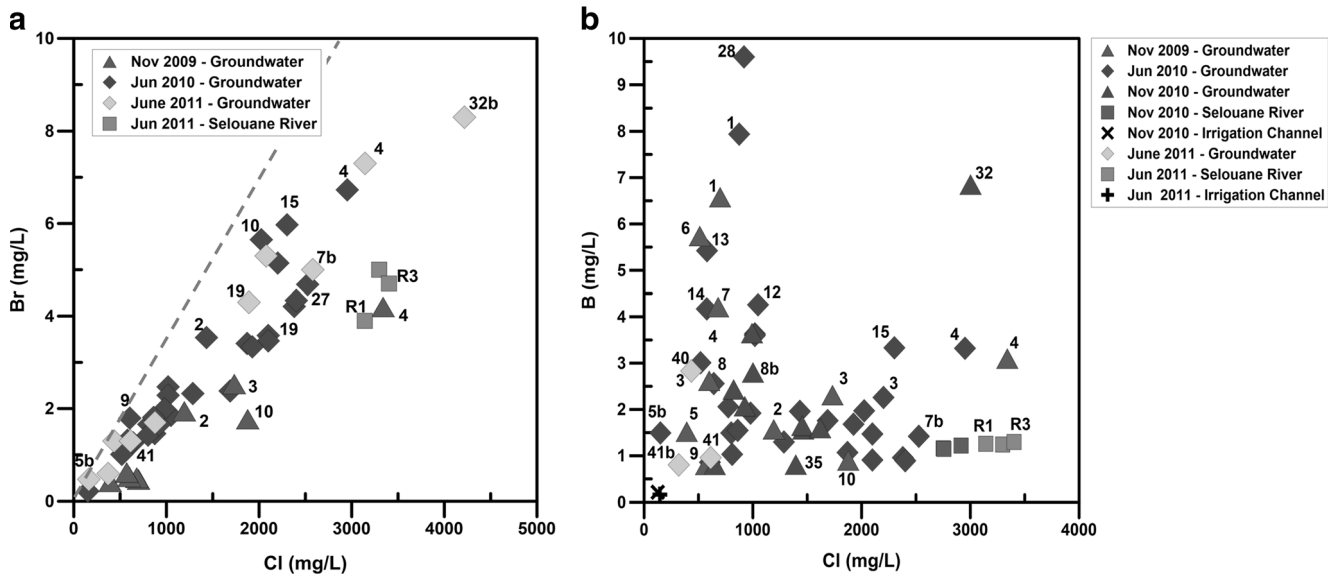 a
10
8
6
4
2
0
Br (mg/L)
Nov 2009 - Groundwater
Jun 2010 - Groundwater
June 2011 - Groundwater
Jun 2011 - Selouane River
32b
4
4
15
10
7b
R3
19
27
R1
4
2
19
9
3
2
10
41
5b
0
1000
2000
3000
4000
5000
Cl (mg/L)
b
10
9
8
7
6
5
4
3
2
1
0
B (mg/L)
28
1
32
1
6
13
14
7
12
4
15
4
4
40
3
8
8b
3
3
5b
5
2
7b
R1
R3
41b
9
41
35
10
0
1000
2000
3000
4000
Cl (mg/L)
Nov 2009 - Groundwater
Jun 2010 - Groundwater
Nov 2010 - Groundwater
Nov 2010 - Selouane River
Nov 2010 - Irrigation Channel
June 2011 - Groundwater
Jun 2011 - Selouane River
Jun 2011 - Irrigation Channel